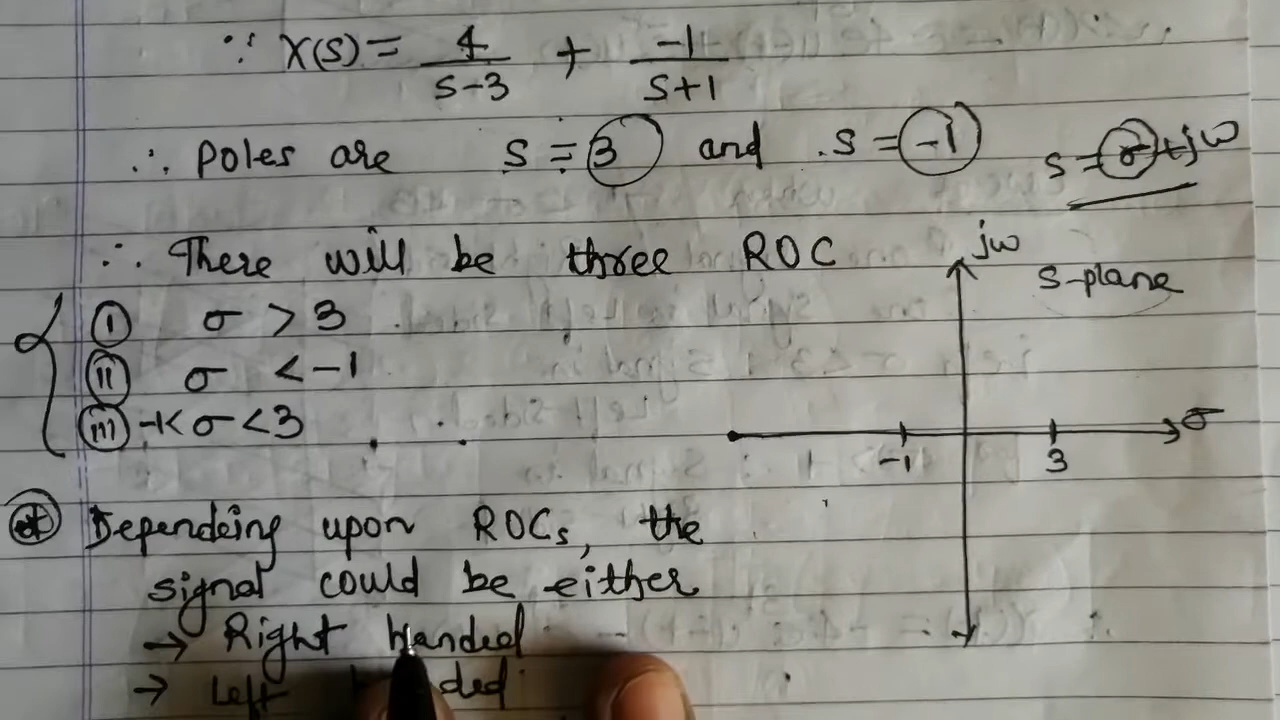 ∵ X(s) = 4/(s-3) + -1/(s+1)
∴ Poles are s = 3 and s = -1
s = σ + jω
∴ There will be three ROC
jω
s-plane
(i) σ > 3
(ii) σ < -1
(iii) -1 < σ < 3
σ
-1
3
Dependeing upon ROCs, the
signal could be either
→ Right handed
→ Left